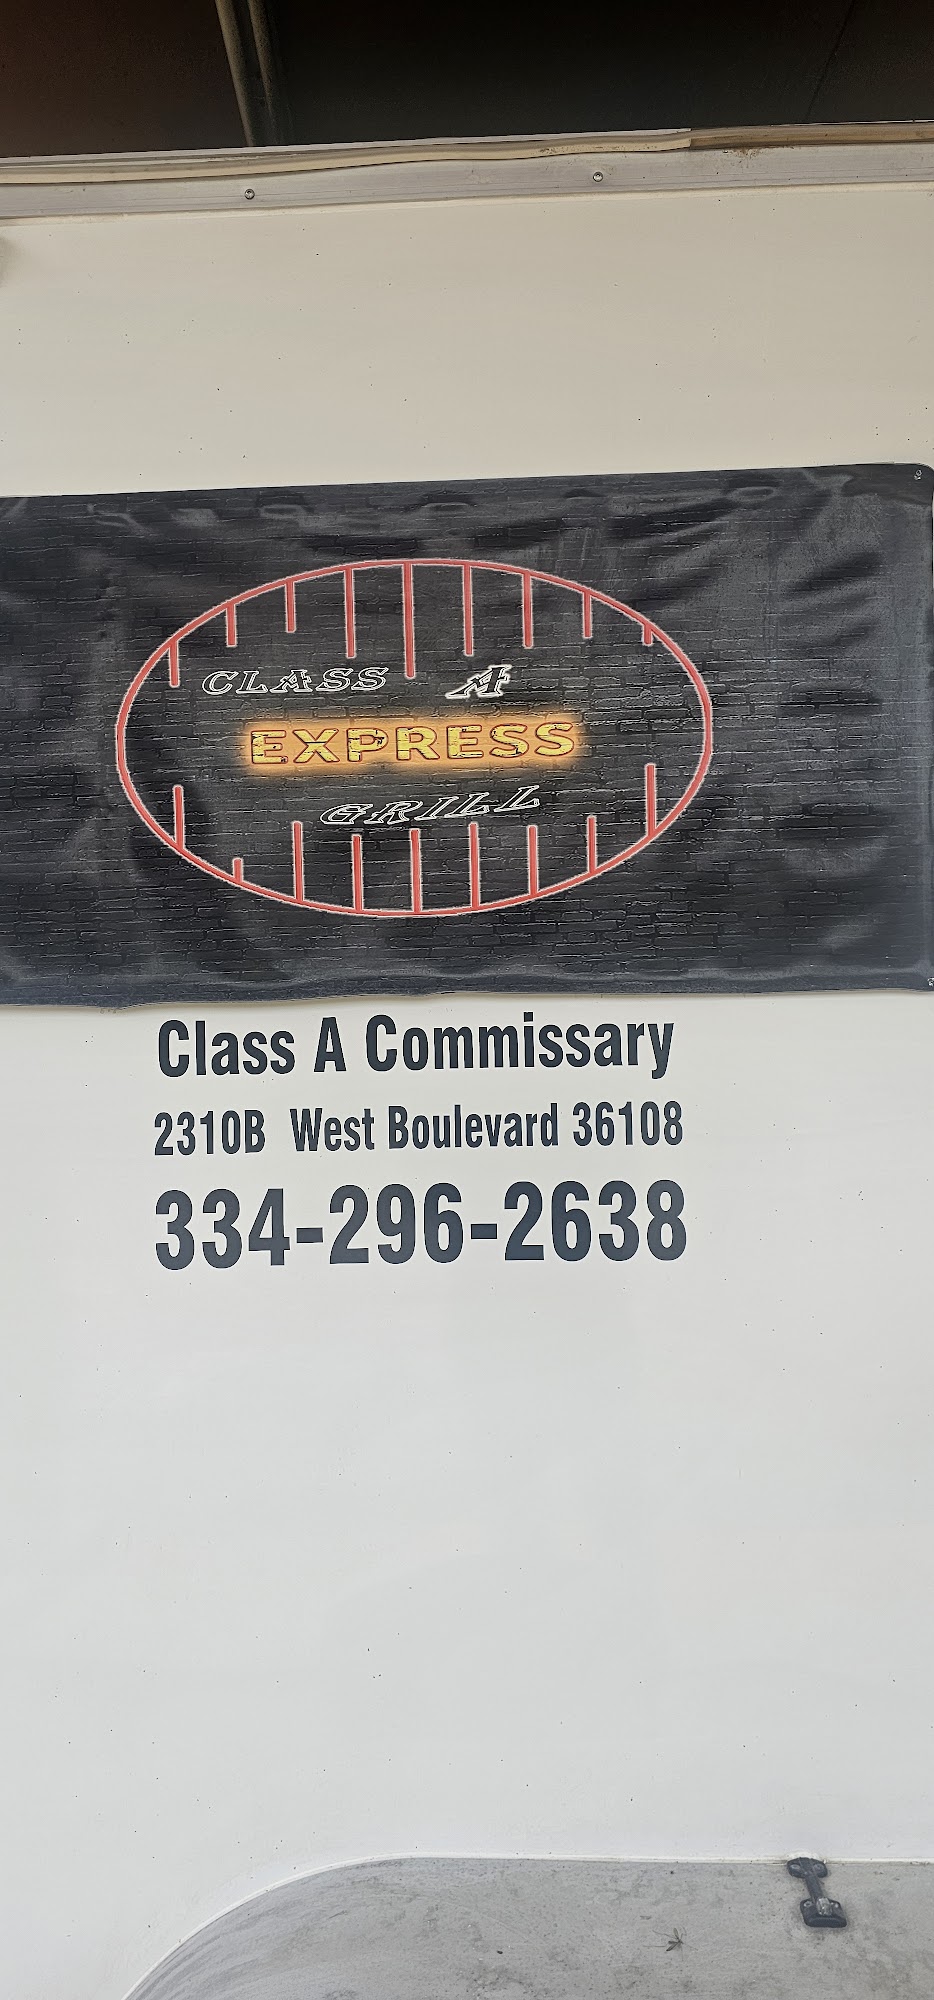 CLASS A
EXPRESS
GRILL
Class A Commissary
2310B West Boulevard 36108
334-296-2638